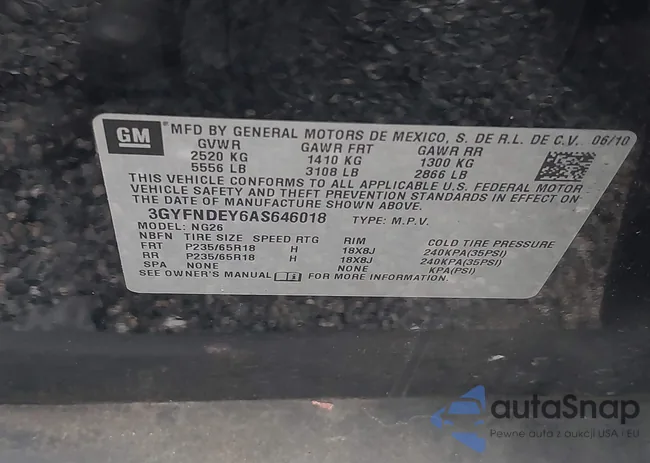 GM
MFD BY GENERAL MOTORS DE MEXICO, S. DE R.L. DE C.V. 06/10
GVWR GAWR FRT GAWR RR
2520 KG 1410 KG 1300 KG
5556 LB 3108 LB 2866 LB
THIS VEHICLE CONFORMS TO ALL APPLICABLE U.S. FEDERAL MOTOR
VEHICLE SAFETY AND THEFT PREVENTION STANDARDS IN EFFECT ON
THE DATE OF MANUFACTURE SHOWN ABOVE.
3GYFNDEY6AS646018 TYPE: M.P.V.
MODEL: NG26
NBFN TIRE SIZE SPEED RTG RIM COLD TIRE PRESSURE
FRT P235/65R18 H 18X8J 240KPA(35PSI)
RR P235/65R18 H 18X8J 240KPA(35PSI)
SPA NONE NONE KPA(PSI)
SEE OWNER'S MANUAL FOR MORE INFORMATION.
autaSnap
Pewne auta z aukcji USA i EU